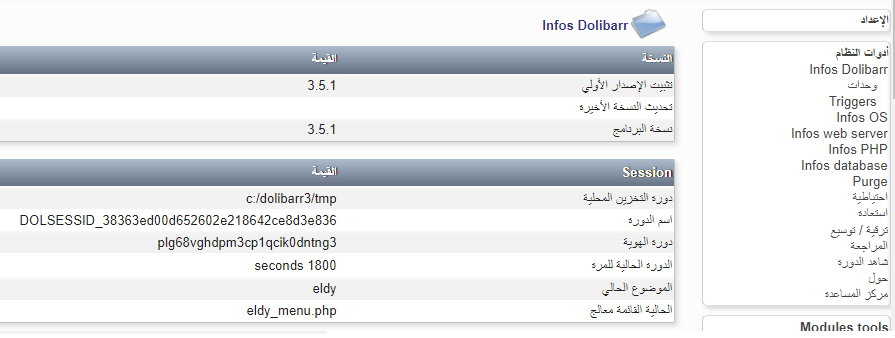 Infos Dolibarr
النسخة القيمة
تثبيت الإصدار الأولي 3.5.1
تحديث النسخة الأخيرة
نسخة البرنامج 3.5.1
Session القيمة
دورة التخزين المحلية c:/dolibarr3/tmp
اسم الدورة DOLSESSID_38363ed00d652602e218642ce8d3e836
دورة الهوية plg68vghdpm3cp1qcik0dntng3
الدورة الحالية للمرة seconds 1800
الموضوع الحالي eldy
الحالية القائمة معالج eldy_menu.php
الإعداد
أدوات النظام
Infos Dolibarr
وحدات
Triggers
Infos OS
Infos web server
Infos PHP
Infos database
Purge
احتياطية
استعادة
ترقية / توسيع
المراجعة
شاهد الدورة
حول
مركز المساعدة
Modules tools